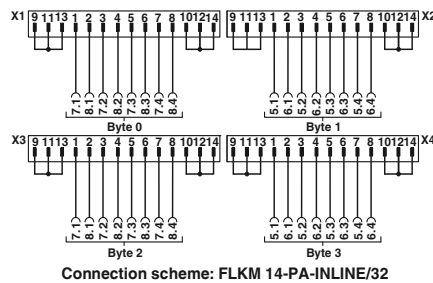 X1 9 11 13 1 2 3 4 5 6 7 8 10 12 14
9 11 13 1 2 3 4 5 6 7 8 10 12 14 X2
7.1 8.1 7.2 8.2 7.3 8.3 7.4 8.4
5.1 6.1 5.2 6.2 5.3 6.3 5.4 6.4
Byte 0
Byte 1
X3 9 11 13 1 2 3 4 5 6 7 8 10 12 14
9 11 13 1 2 3 4 5 6 7 8 10 12 14 X4
7.1 8.1 7.2 8.2 7.3 8.3 7.4 8.4
5.1 6.1 5.2 6.2 5.3 6.3 5.4 6.4
Byte 2
Byte 3
Connection scheme: FLKM 14-PA-INLINE/32